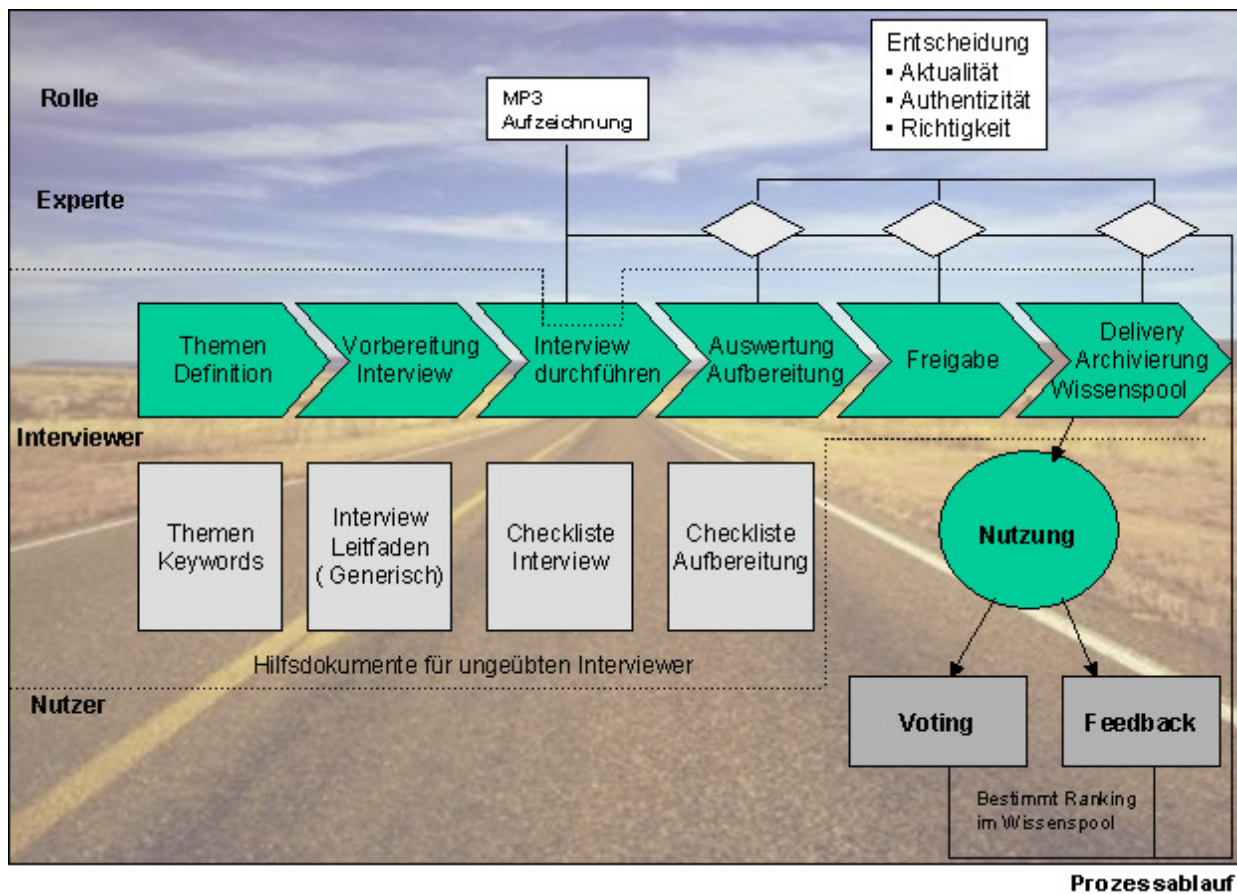 Rolle
MP3
Aufzeichnung
Entscheidung
▪ Aktualität
▪ Authentizität
▪ Richtigkeit
Experte
Themen
Definition
Vorbereitung
Interview
Interview
durchführen
Auswertung
Aufbereitung
Freigabe
Delivery
Archivierung
Wissenspool
Interviewer
Themen
Keywords
Interview
Leitfaden
( Generisch)
Checkliste
Interview
Checkliste
Aufbereitung
Nutzung
Hilfsdokumente für ungeübten Interviewer
Nutzer
Voting
Feedback
Bestimmt Ranking
im Wissenspool
Prozessablauf